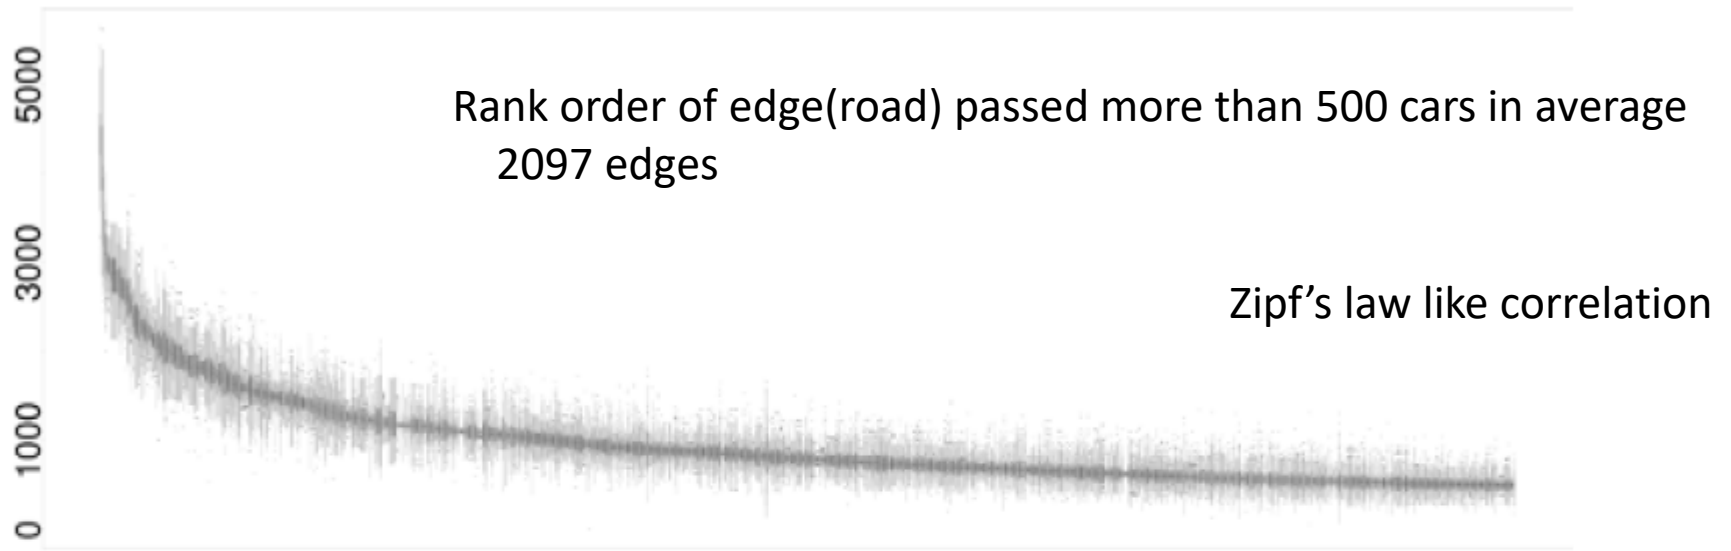 5000
3000
1000
0
Rank order of edge(road) passed more than 500 cars in average
2097 edges
Zipf’s law like correlation